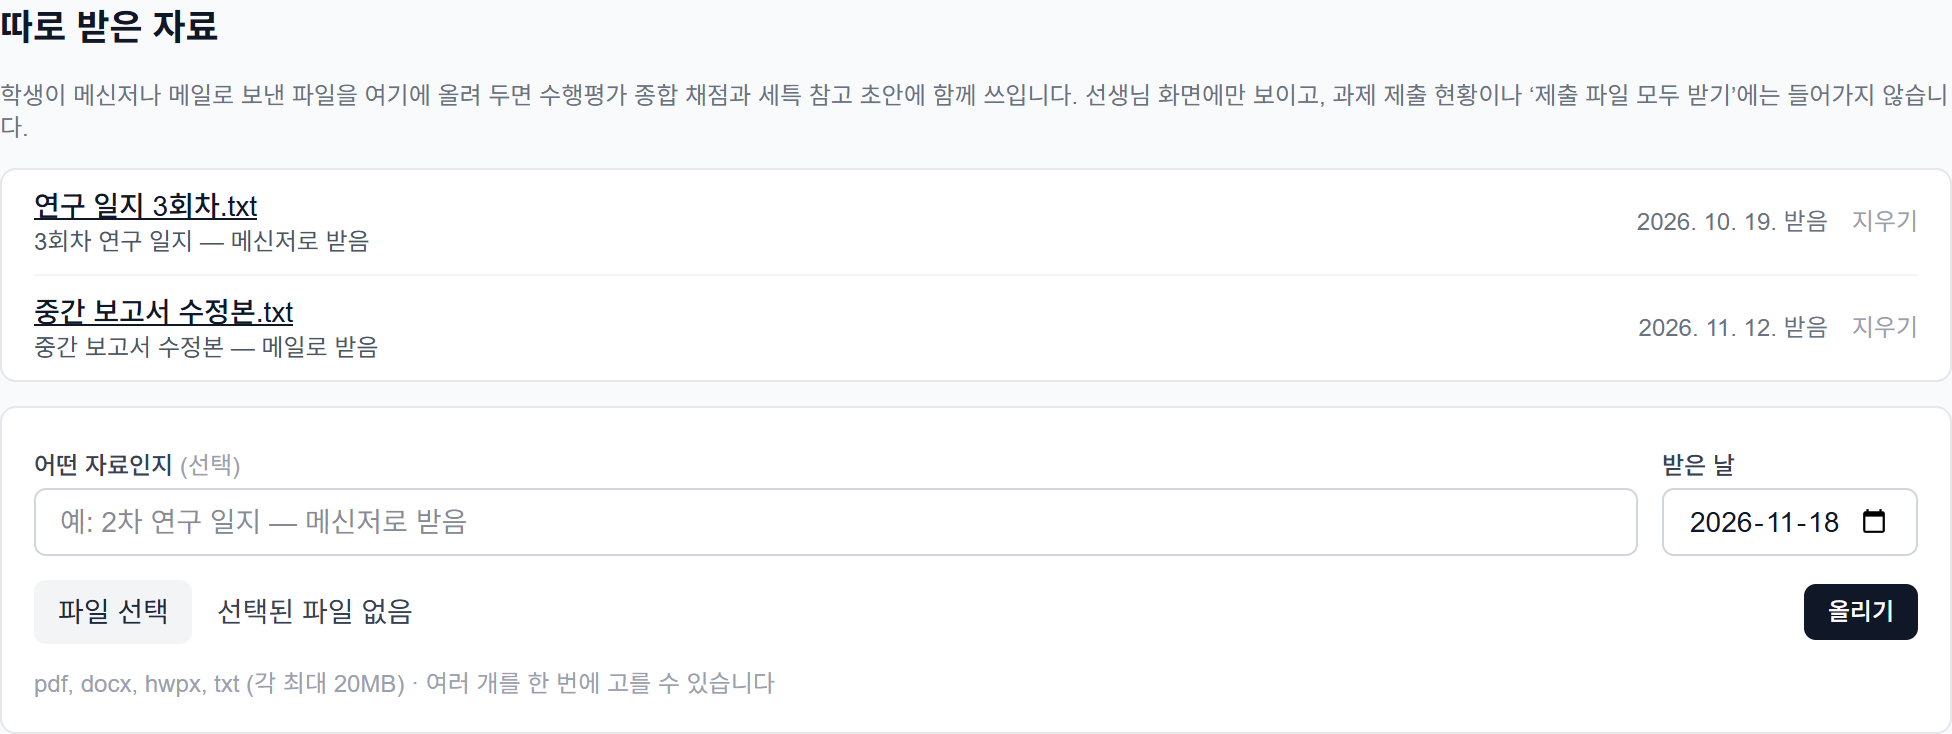 따로 받은 자료
학생이 메신저나 메일로 보낸 파일을 여기에 올려 두면 수행평가 종합 채점과 세특 참고 초안에 함께 쓰입니다. 선생님 화면에만 보이고, 과제 제출 현황이나 ‘제출 파일 모두 받기’에는 들어가지 않습니
다.
연구 일지 3회차.txt
3회차 연구 일지 — 메신저로 받음
2026. 10. 19. 받음 지우기
중간 보고서 수정본.txt
중간 보고서 수정본 — 메일로 받음
2026. 11. 12. 받음 지우기
어떤 자료인지 (선택)
예: 2차 연구 일지 — 메신저로 받음
받은 날
2026-11-18
파일 선택 선택된 파일 없음
올리기
pdf, docx, hwpx, txt (각 최대 20MB) · 여러 개를 한 번에 고를 수 있습니다